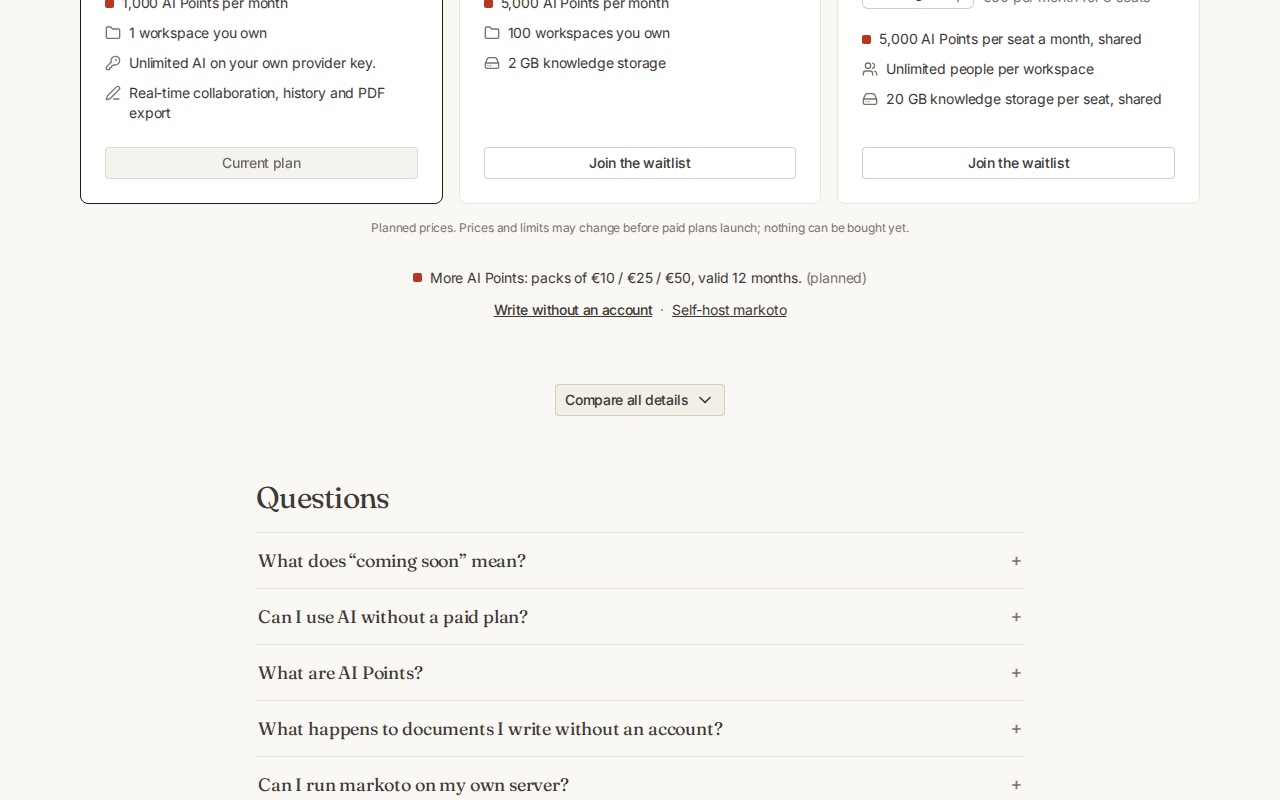 1,000 AI Points per month
1 workspace you own
Unlimited AI on your own provider key.
Real-time collaboration, history and PDF
export
Current plan
5,000 AI Points per month
100 workspaces you own
2 GB knowledge storage
Join the waitlist
5,000 AI Points per seat a month, shared
Unlimited people per workspace
20 GB knowledge storage per seat, shared
Join the waitlist
Planned prices. Prices and limits may change before paid plans launch; nothing can be bought yet.
More AI Points: packs of €10 / €25 / €50, valid 12 months. (planned)
Write without an account · Self-host markoto
Compare all details
Questions
What does “coming soon” mean?
Can I use AI without a paid plan?
What are AI Points?
What happens to documents I write without an account?
Can I run markoto on my own server?